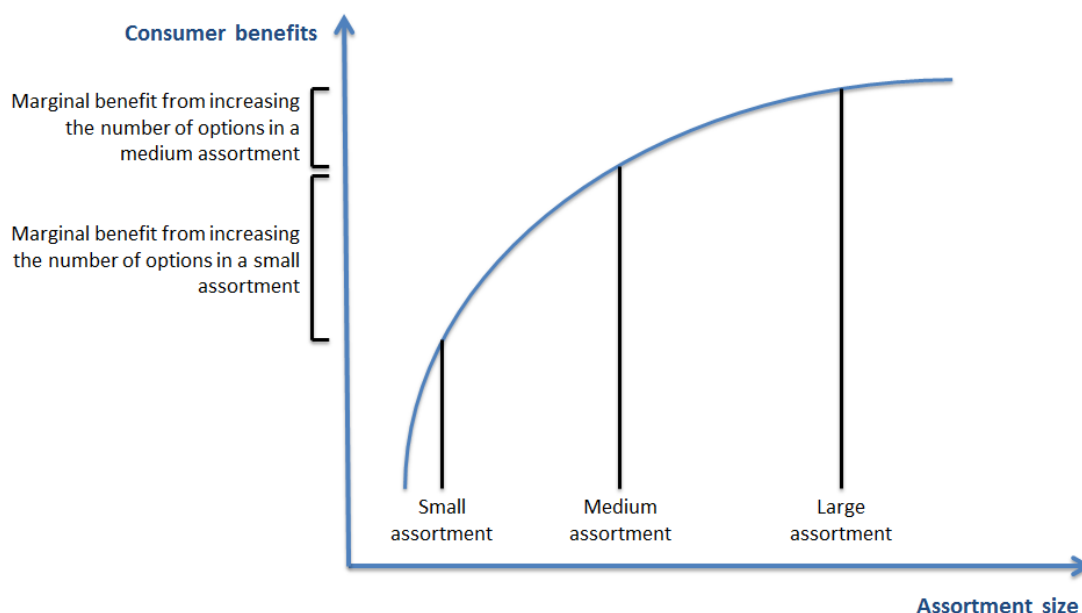 Consumer benefits
Marginal benefit from increasing
the number of options in a
medium assortment
Marginal benefit from increasing
the number of options in a small
assortment
Small
assortment
Medium
assortment
Large
assortment
Assortment size